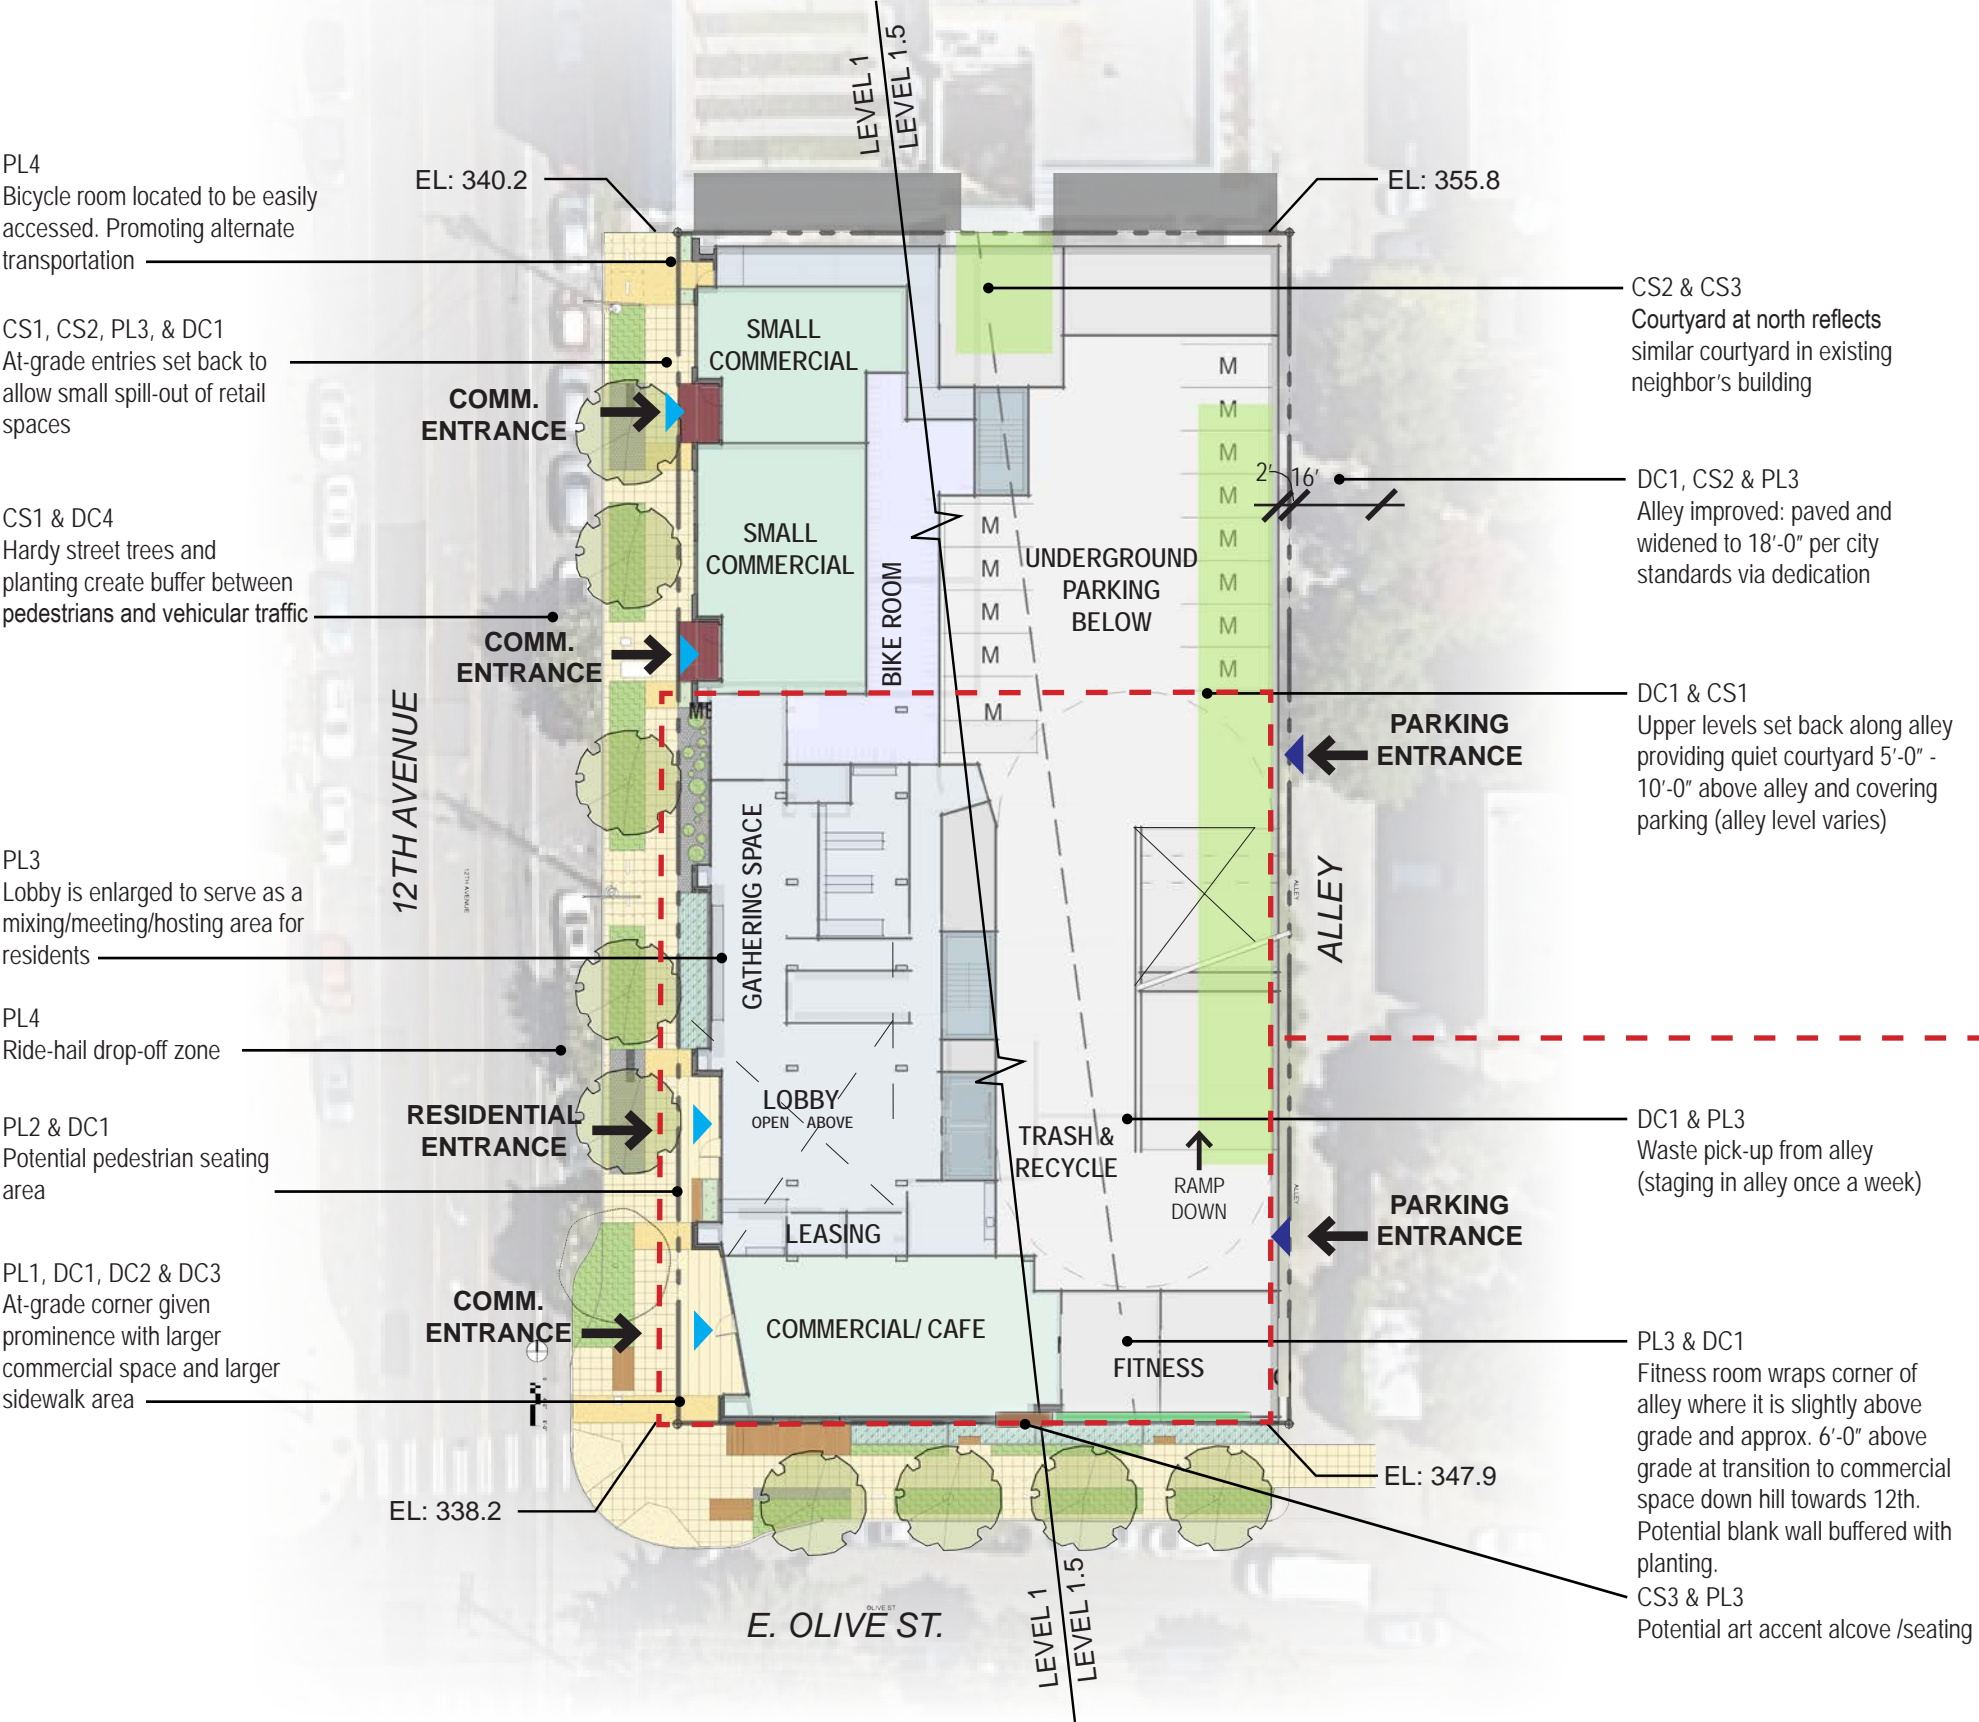 LEVEL 1
LEVEL 1.5
PL4
Bicycle room located to be easily
accessed. Promoting alternate
transportation
EL: 340.2
EL: 355.8
CS1, CS2, PL3, & DC1
At-grade entries set back to
allow small spill-out of retail
spaces
COMM.
ENTRANCE
SMALL
COMMERCIAL
CS2 & CS3
Courtyard at north reflects
similar courtyard in existing
neighbor's building
M
M
M
M
M
M
M
M
2'
16'
DC1, CS2 & PL3
Alley improved: paved and
widened to 18'-0" per city
standards via dedication
CS1 & DC4
Hardy street trees and
planting create buffer between
pedestrians and vehicular traffic
SMALL
COMMERCIAL
BIKE ROOM
M
M
M
M
M
UNDERGROUND
PARKING
BELOW
COMM.
ENTRANCE
12TH AVENUE
12TH AVENUE
DC1 & CS1
Upper levels set back along alley
providing quiet courtyard 5'-0" -
10'-0" above alley and covering
parking (alley level varies)
PARKING
ENTRANCE
PL3
Lobby is enlarged to serve as a
mixing/meeting/hosting area for
residents
GATHERING SPACE
ALLEY
ALLEY
PL4
Ride-hail drop-off zone
RESIDENTIAL
ENTRANCE
LOBBY
OPEN ABOVE
PL2 & DC1
Potential pedestrian seating
area
TRASH &
RECYCLE
RAMP
DOWN
DC1 & PL3
Waste pick-up from alley
(staging in alley once a week)
ALLEY
PARKING
ENTRANCE
LEASING
PL1, DC1, DC2 & DC3
At-grade corner given
prominence with larger
commercial space and larger
sidewalk area
COMM.
ENTRANCE
COMMERCIAL/ CAFE
FITNESS
PL3 & DC1
Fitness room wraps corner of
alley where it is slightly above
grade and approx. 6'-0" above
grade at transition to commercial
space down hill towards 12th.
Potential blank wall buffered with
planting.
EL: 338.2
EL: 347.9
CS3 & PL3
Potential art accent alcove /seating
OLIVE ST
E. OLIVE ST.
LEVEL 1
LEVEL 1.5